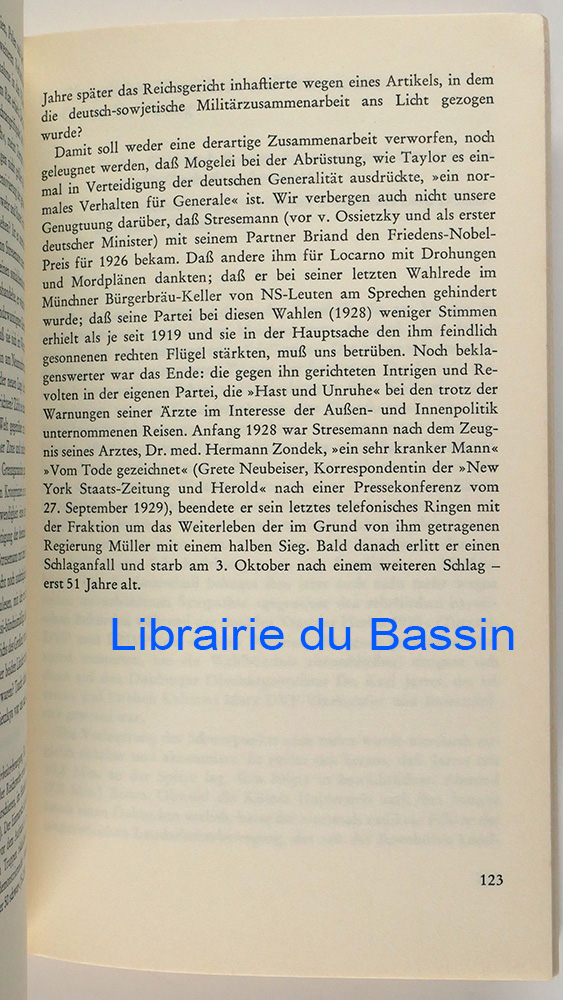 Jahre später das Reichsgericht inhaftierte wegen eines Artikels, in dem
die deutsch-sowjetische Militärzusammenarbeit ans Licht gezogen
wurde?
Damit soll weder eine derartige Zusammenarbeit verworfen, noch
geleugnet werden, daß Mogelei bei der Abrüstung, wie Taylor es ein-
mal in Verteidigung der deutschen Generalität ausdrückte, »ein nor-
males Verhalten für Generale« ist. Wir verbergen auch nicht unsere
Genugtuung darüber, daß Stresemann (vor v. Ossietzky und als erster
deutscher Minister) mit seinem Partner Briand den Friedens-Nobel-
Preis für 1926 bekam. Daß andere ihm für Locarno mit Drohungen
und Mordplänen dankten; daß er bei seiner letzten Wahlrede im
Münchner Bürgerbräu-Keller von NS-Leuten am Sprechen gehindert
wurde; daß seine Partei bei diesen Wahlen (1928) weniger Stimmen
erhielt als je seit 1919 und sie in der Hauptsache den ihm feindlich
gesonnenen rechten Flügel stärkten, muß uns betrüben. Noch bekla-
genswerter war das Ende: die gegen ihn gerichteten Intrigen und Re-
volten in der eigenen Partei, die »Hast und Unruhe« bei den trotz der
Warnungen seiner Ärzte im Interesse der Außen- und Innenpolitik
unternommenen Reisen. Anfang 1928 war Stresemann nach dem Zeug-
nis seines Arztes, Dr. med. Hermann Zondek, »ein sehr kranker Mann«
»Vom Tode gezeichnet« (Grete Neubeiser, Korrespondentin der »New
York Staats-Zeitung und Herold« nach einer Pressekonferenz vom
27. September 1929), beendete er sein letztes telefonisches Ringen mit
der Fraktion um das Weiterleben der im Grund von ihm getragenen
Regierung Müller mit einem halben Sieg. Bald danach erlitt er einen
Schlaganfall und starb am 3. Oktober nach einem weiteren Schlag –
erst 51 Jahre alt.
Librairie du Bassin
123